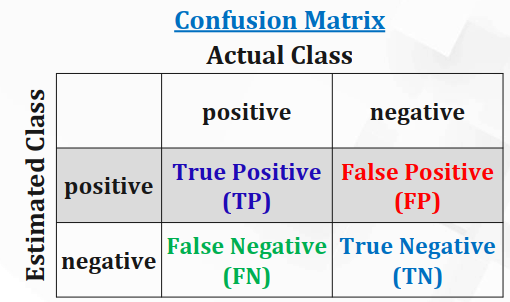 Confusion Matrix
Actual Class
Estimated Class
positive negative
positive True Positive False Positive
(TP) (FP)
negative False Negative True Negative
(FN) (TN)